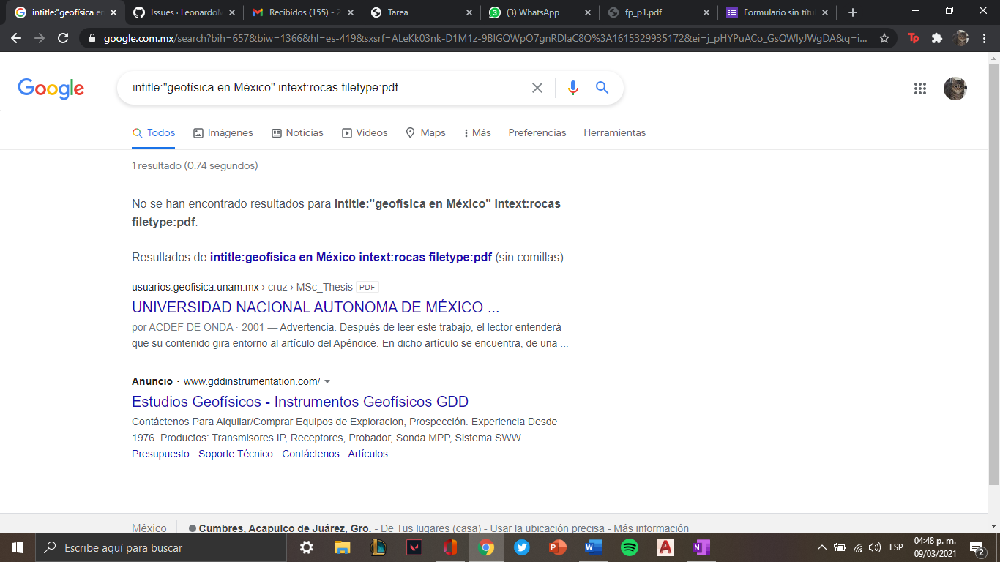 intitle:"geofísica en
Issues · Leonardo
Recibidos (155) - 2
Tarea
(3) WhatsApp
fp_p1.pdf
Formulario sin títu
google.com.mx/search?bih=657&biw=1366&hl=es-419&sxsrf=ALeKk03nk-D1M1z-9BlGQWpO7gnRDlaC8Q%3A1615329935172&ei=j_pHYPuACo_GsQWIyJWgDA&q=i...
Google
intitle:"geofísica en México" intext:rocas filetype:pdf
Todos
Imágenes
Noticias
Videos
Maps
Más
Preferencias
Herramientas
1 resultado (0.74 segundos)
No se han encontrado resultados para intitle:"geofísica en México" intext:rocas
filetype:pdf.
Resultados de intitle:geofísica en México intext:rocas filetype:pdf (sin comillas):
usuarios.geofisica.unam.mx › cruz › MSc_Thesis PDF
UNIVERSIDAD NACIONAL AUTONOMA DE MÉXICO ...
por ACDEF DE ONDA · 2001 — Advertencia. Después de leer este trabajo, el lector entenderá
que su contenido gira entorno al artículo del Apéndice. En dicho artículo se encuentra, de una ...
Anuncio · www.gddinstrumentation.com/
Estudios Geofísicos - Instrumentos Geofísicos GDD
Contáctenos Para Alquilar/Comprar Equipos de Exploracion, Prospección. Experiencia Desde
1976. Productos: Transmisores IP, Receptores, Probador, Sonda MPP, Sistema SWW.
Presupuesto · Soporte Técnico · Contáctenos · Artículos
México
Cumbres, Acapulco de Juárez, Gro. - De Tus lugares (casa) - Usar la ubicación precisa - Más información
Escribe aquí para buscar
ESP
04:48 p. m.
09/03/2021
2